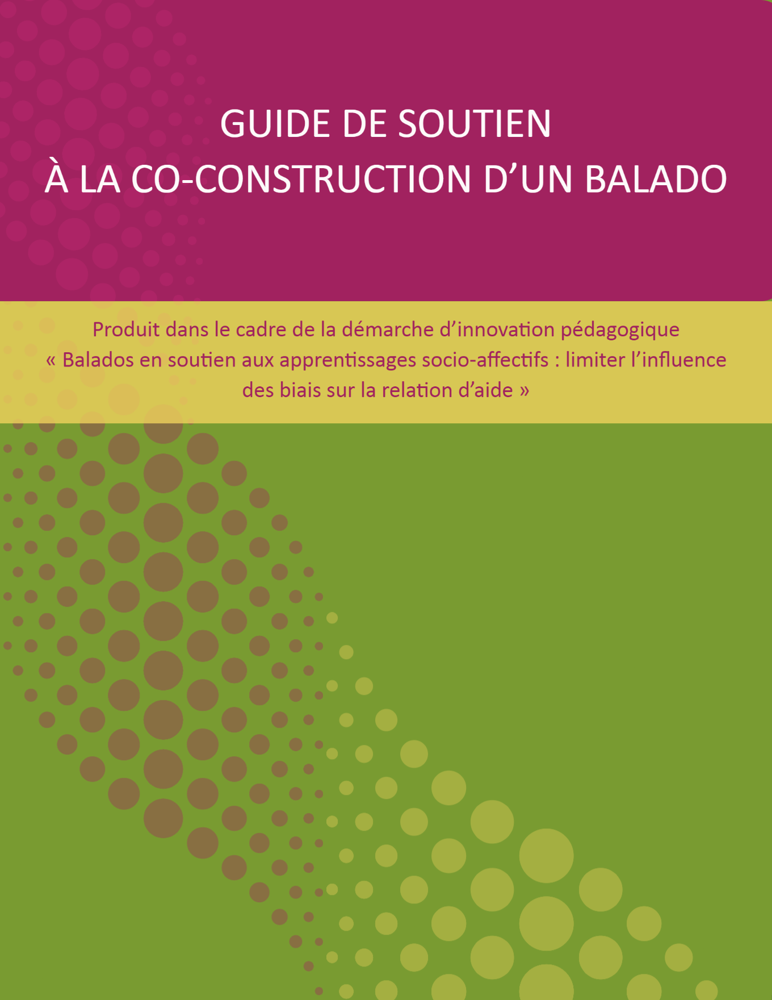 GUIDE DE SOUTIEN
À LA CO-CONSTRUCTION D’UN BALADO
Produit dans le cadre de la démarche d’innovation pédagogique
« Balados en soutien aux apprentissages socio-affectifs : limiter l’influence
des biais sur la relation d’aide »